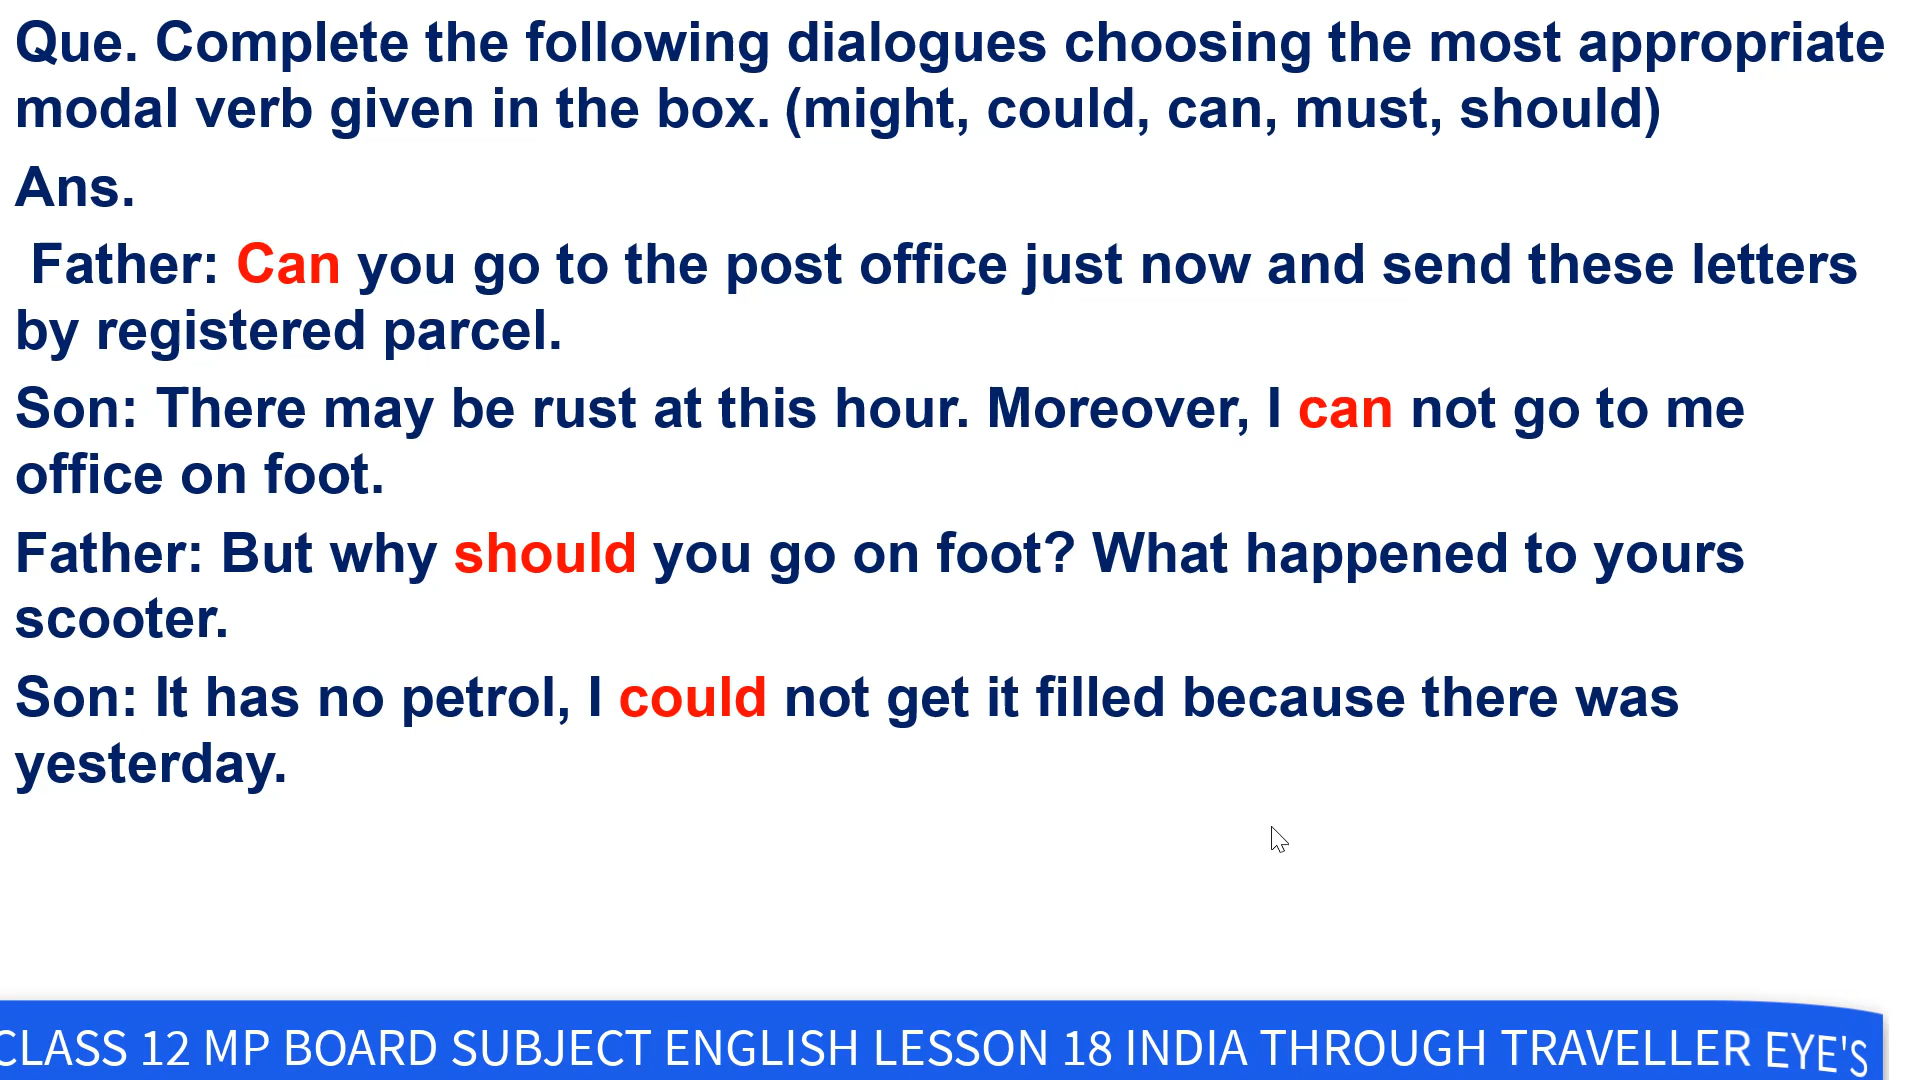 Que. Complete the following dialogues choosing the most appropriate
modal verb given in the box. (might, could, can, must, should)
Ans.
Father: Can you go to the post office just now and send these letters
by registered parcel.
Son: There may be rust at this hour. Moreover, I can not go to me
office on foot.
Father: But why should you go on foot? What happened to yours
scooter.
Son: It has no petrol, I could not get it filled because there was
yesterday.
CLASS 12 MP BOARD SUBJECT ENGLISH LESSON 18 INDIA THROUGH TRAVELLER EYE'S